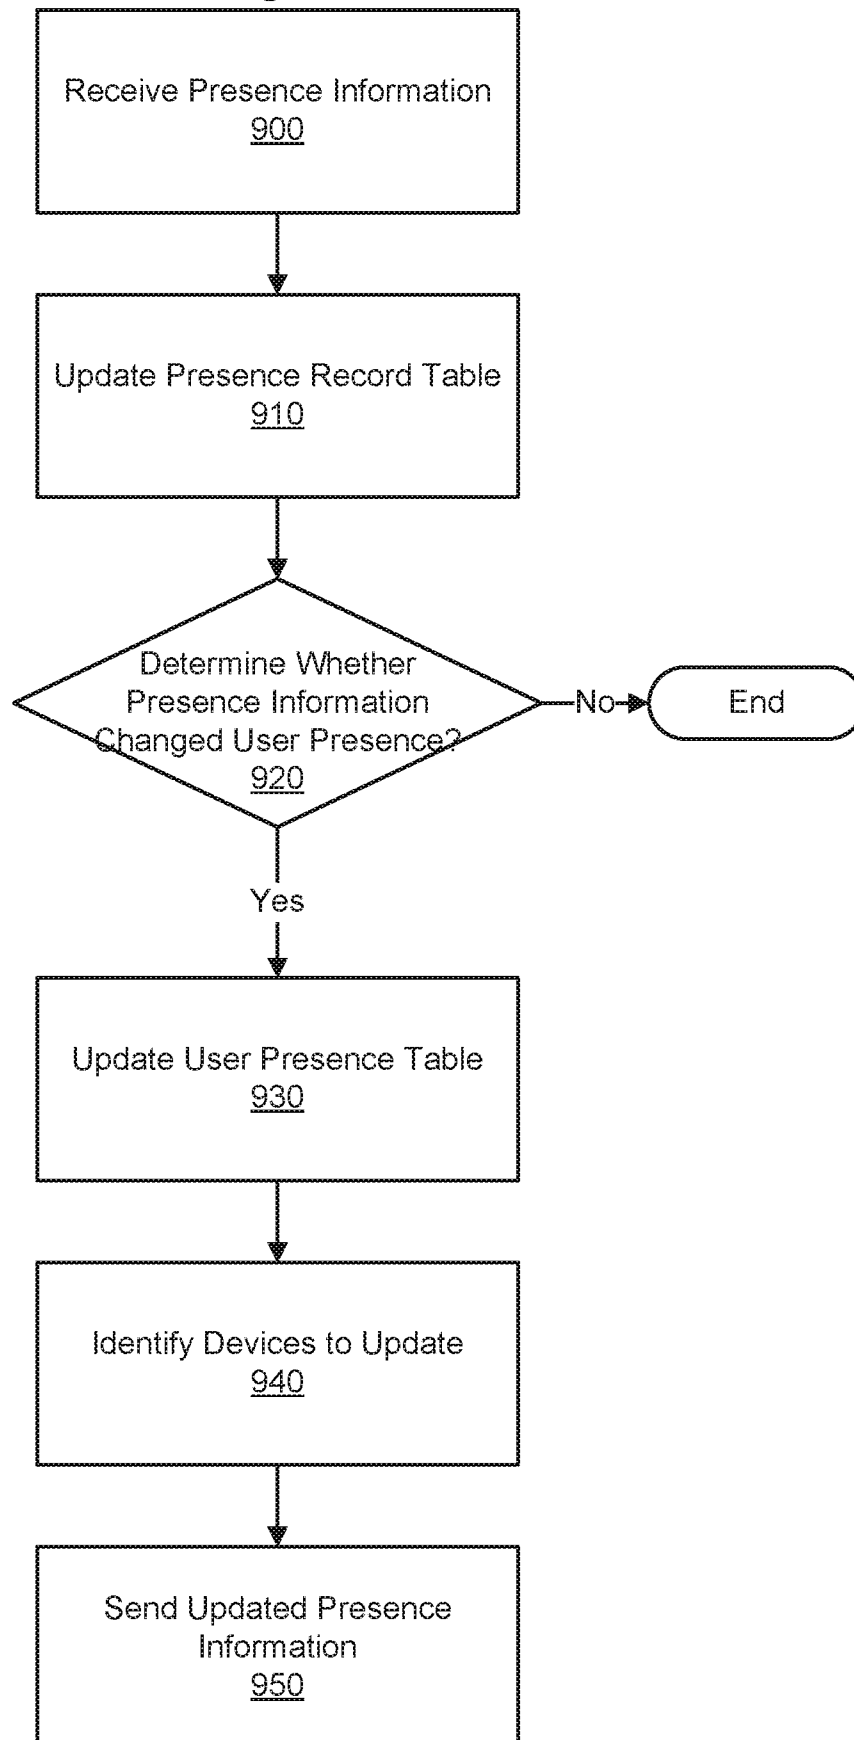 Receive Presence Information
900
Update Presence Record Table
910
Determine Whether
Presence Information
Changed User Presence?
920
No
End
Yes
Update User Presence Table
930
Identify Devices to Update
940
Send Updated Presence
Information
950